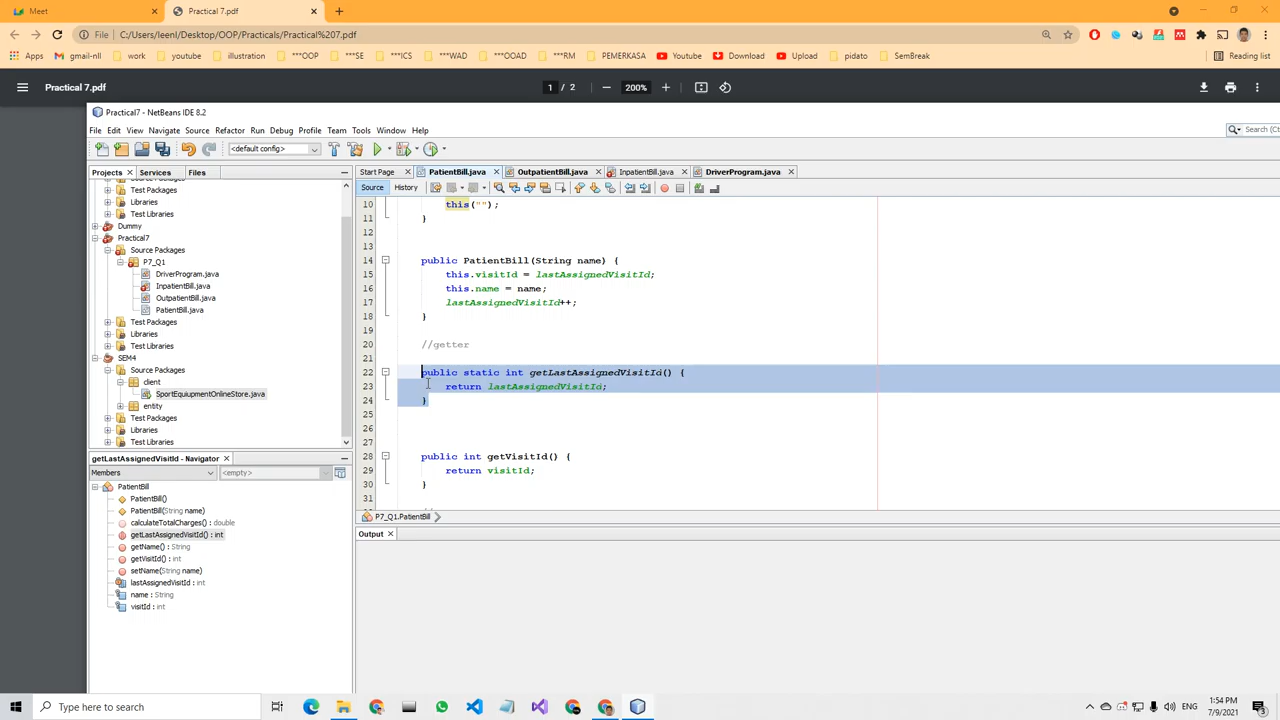 Meet
Practical 7.pdf
File
C:/Users/leenl/Desktop/OOP/Practicals/Practical%207.pdf
Apps
gmail-nll
work
youtube
illustration
***OOP
***SE
***ICS
***WAD
***OOAD
***RM
PEMERKASA
Youtube
Download
Upload
pidato
SemBreak
Reading list
Practical 7.pdf
1 / 2
200%
Practical7 - NetBeans IDE 8.2
File Edit View Navigate Source Refactor Run Debug Profile Team Tools Window Help
Search (Ct
<default config>
Projects
Services
Files
Start Page
PatientBill.java
OutpatientBill.java
InpatientBill.java
DriverProgram.java
Source
History
Test Packages
Libraries
Test Libraries
Dummy
Practical7
Source Packages
P7_Q1
DriverProgram.java
InpatientBill.java
OutpatientBill.java
PatientBill.java
Test Packages
Libraries
Test Libraries
SEM4
Source Packages
client
SportEquiupmentOnlineStore.java
entity
Test Packages
Libraries
Test Libraries
10 this("");
11 }
12
13
14 public PatientBill(String name) {
15 this.visitId = lastAssignedVisitId;
16 this.name = name;
17 lastAssignedVisitId++;
18 }
19
20 //getter
21
22 public static int getLastAssignedVisitId() {
23 return lastAssignedVisitId;
24 }
25
26
27
28 public int getVisitId() {
29 return visitId;
30 }
31
P7_Q1.PatientBill
Output
getLastAssignedVisitId() - Navigator
Members
<empty>
PatientBill
PatientBill()
PatientBill(String name)
calculateTotalCharges() : double
getLastAssignedVisitId() : int
getName() : String
getVisitId() : int
setName(String name)
lastAssignedVisitId : int
name : String
visitId : int
Type here to search
ENG
1:54 PM
7/9/2021
3